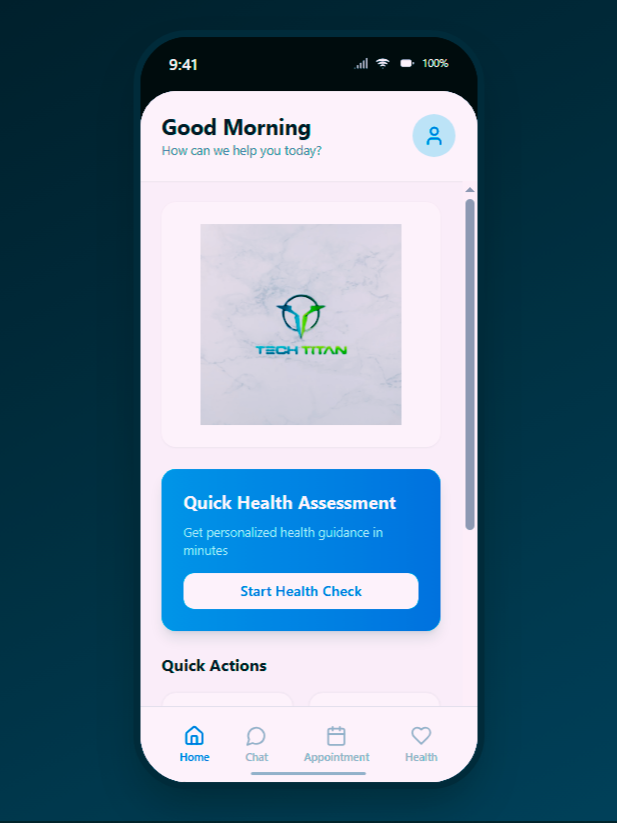 9:41
100%
Good Morning
How can we help you today?
TECH TITAN
Quick Health Assessment
Get personalized health guidance in
minutes
Start Health Check
Quick Actions
Home
Chat
Appointment
Health